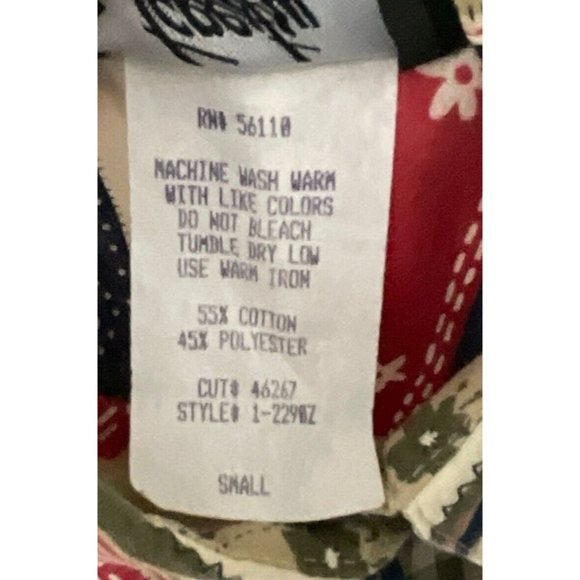 RN# 56110
MACHINE WASH WARM
WITH LIKE COLORS
DO NOT BLEACH
TUMBLE DRY LOW
USE WARM IRON
55% COTTON
45% POLYESTER
CUT# 46267
STYLE# 1-2290Z
SMALL